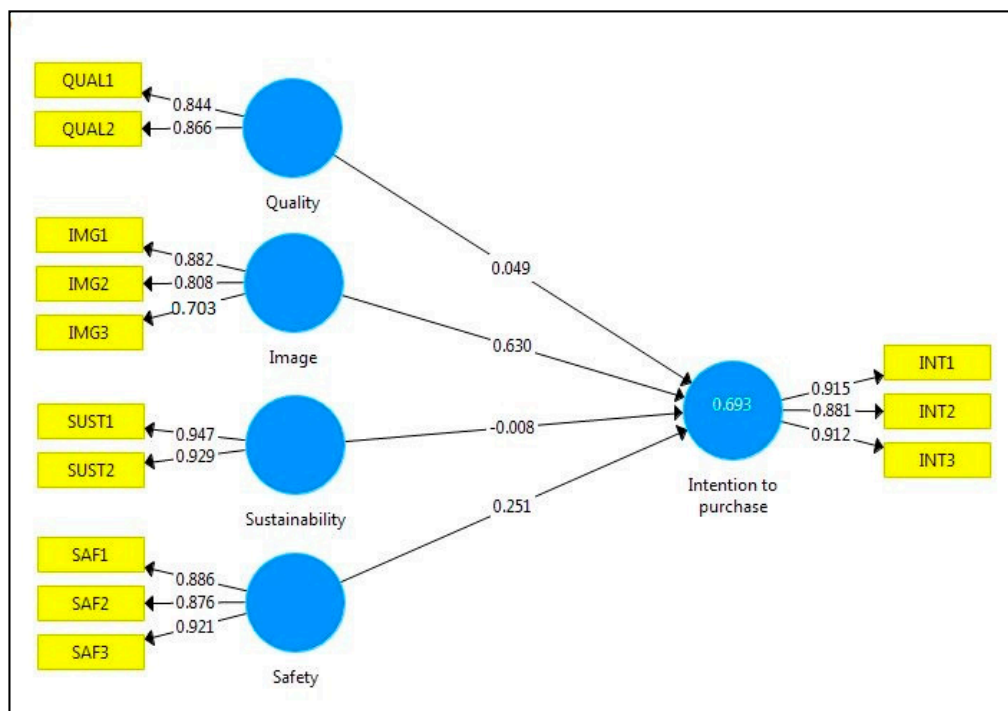 QUAL1
0.844
QUAL2
0.866
Quality
0.049
IMG1
0.882
IMG2
0.808
IMG3
0.703
Image
0.630
SUST1
0.947
SUST2
0.929
Sustainability
-0.008
SAF1
0.886
SAF2
0.876
SAF3
0.921
Safety
0.251
0.693
Intention to
purchase
0.915
INT1
0.881
INT2
0.912
INT3